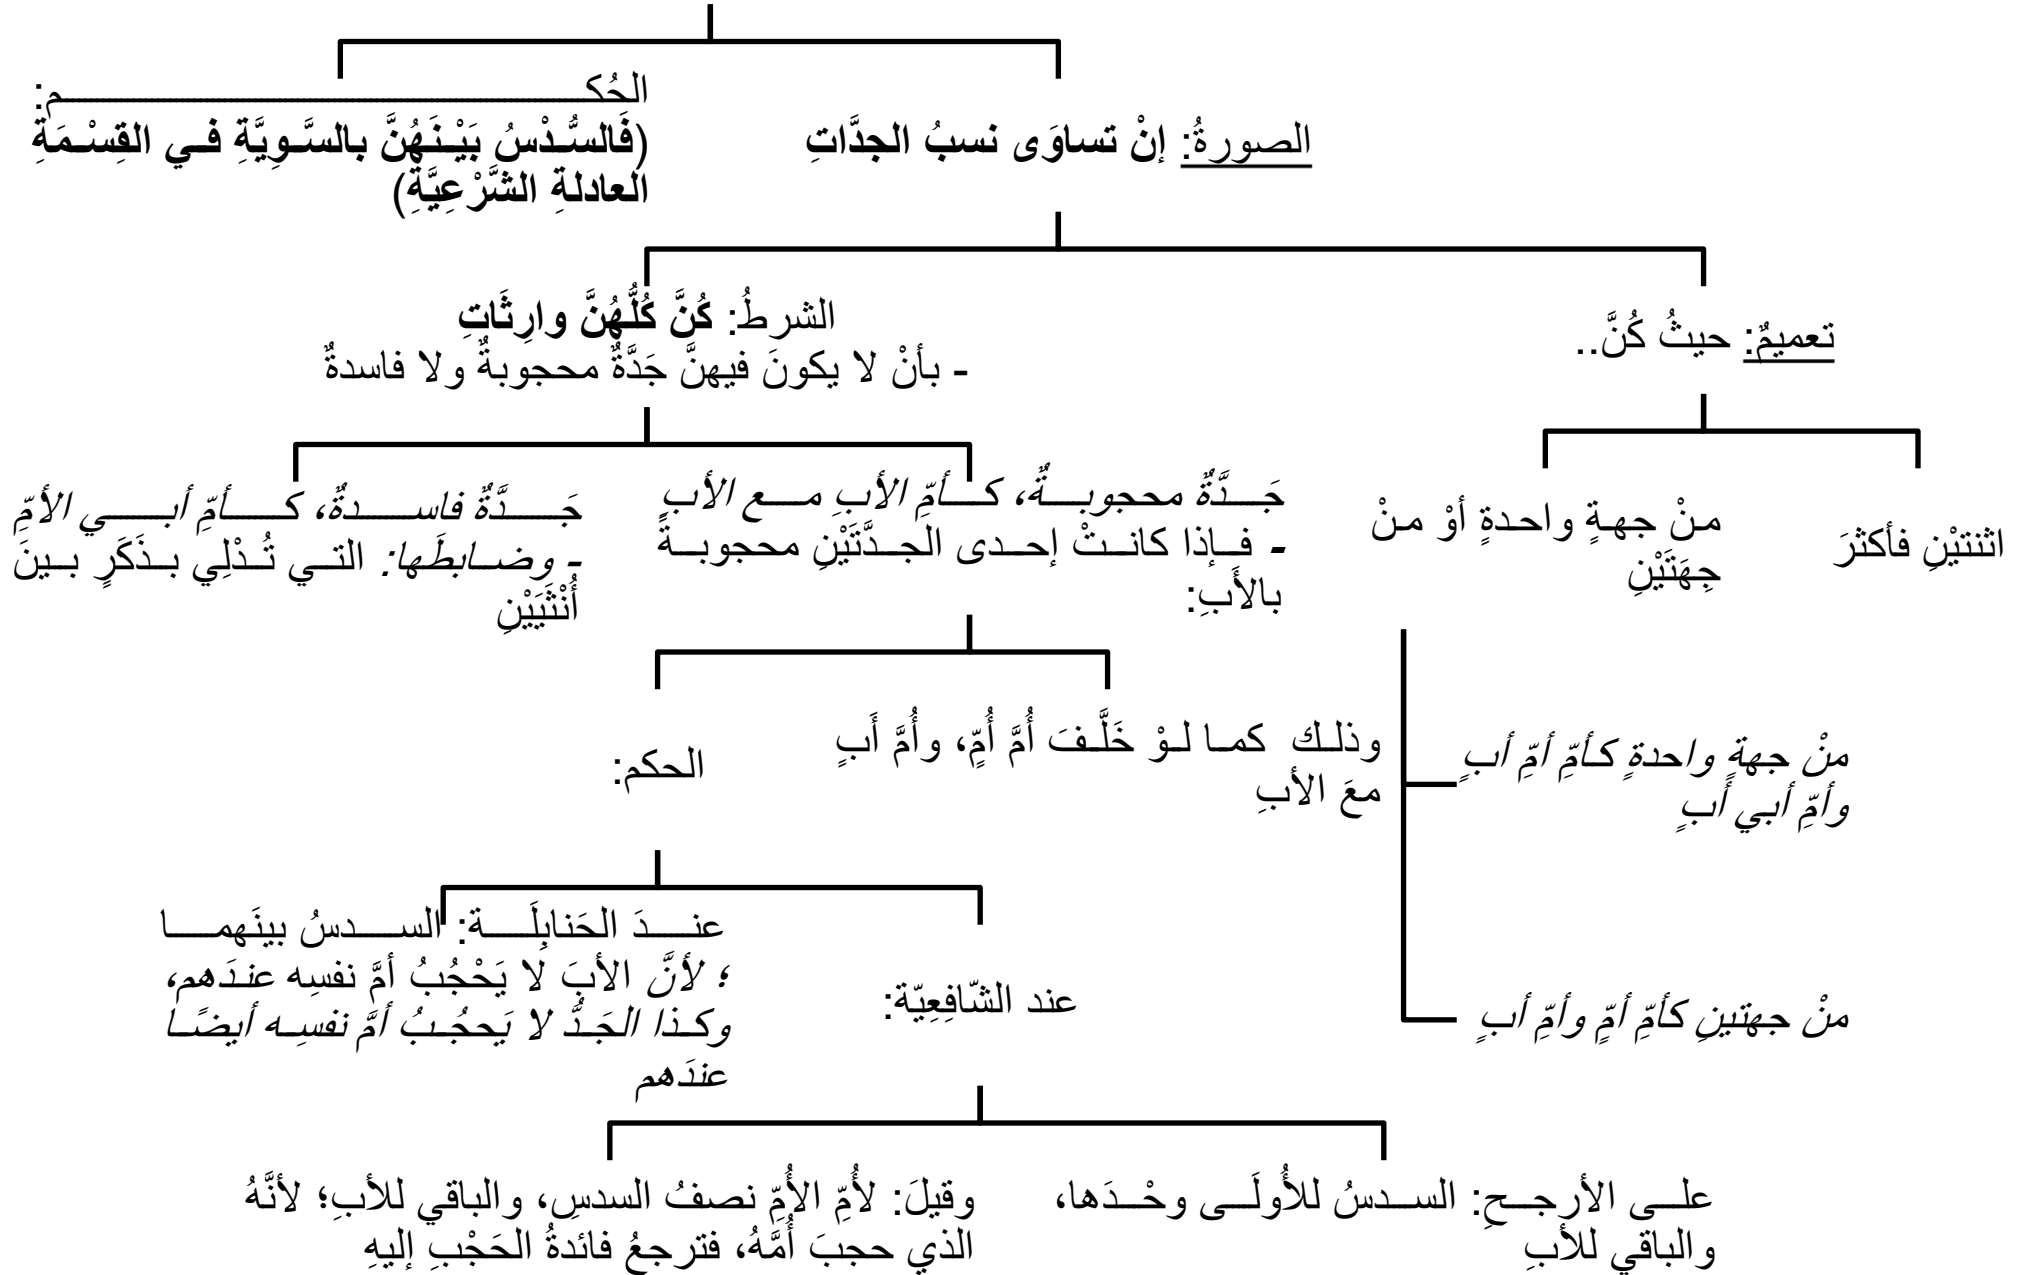 الصورةُ: إنْ تساوَى نسبُ الجدَّاتِ
الحُكم:
(فَالسُّدْسُ بَيْنَهُنَّ بالسَّوِيَّةِ في القِسْمَةِ
العادلةِ الشَّرْعِيَّةِ)
تعميمٌ: حيثُ كُنَّ..
الشرطُ: كُنَّ كُلُّهُنَّ وارِثَاتِ
- بأنْ لا يكونَ فيهنَّ جَدَّةٌ محجوبةٌ ولا فاسدةٌ
اثنتيْنِ فأكثرَ
منْ جهةٍ واحدةٍ أوْ منْ
جِهَتَيْنِ
جَدَّةٌ محجوبةٌ، كأمِّ الأبِ مع الأبِ
- فإذا كانتْ إحدى الجدَّتَيْنِ محجوبةً
بالأَبِ:
جَدَّةٌ فاسدةٌ، كأمِّ أبي الأمِّ
- وضابطَها: التي تُدْلِي بذَكَرٍ بينَ
أُنْثَيَيْنِ
منْ جهةٍ واحدةٍ كأمِّ أمِّ أبٍ
وأمِّ أبي أبٍ
منْ جهتينِ كأمِّ أمٍّ وأمِّ أبٍ
وذلك كما لوْ خَلَّفَ أُمَّ أُمٍّ، وأُمَّ أَبٍ
معَ الأبِ
الحكم:
عند الشّافِعِيّة:
عندَ الحَنابِلَة: السدسُ بينَهما
؛ لأنَّ الأبَ لا يَحْجُبُ أمَّ نفسِه عندَهم،
وكذا الجَدَّ لا يَحجُبُ أمَّ نفسِه أيضًا
عندَهم
على الأرجحِ: السدسُ للأُولَى وحْدَها،
والباقي للأبِ
وقيلَ: لأُمِّ الأُمِّ نصفُ السدسِ، والباقي للأبِ؛ لأنَّهُ
الذي حجبَ أُمَّهُ، فترجعُ فائدةُ الحَجْبِ إليهِ